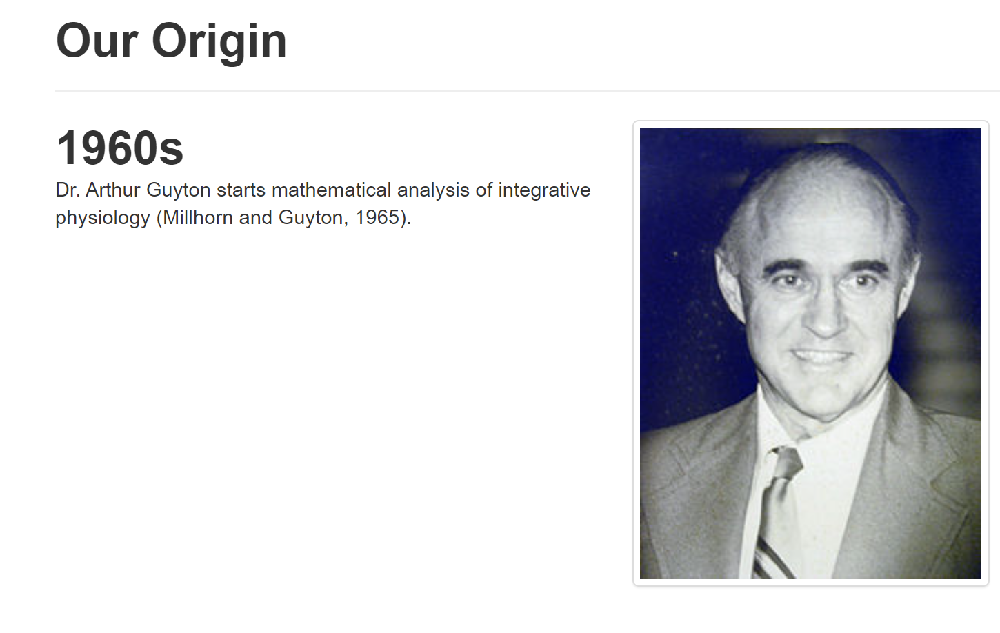 Our Origin
1960s
Dr. Arthur Guyton starts mathematical analysis of integrative
physiology (Millhorn and Guyton, 1965).